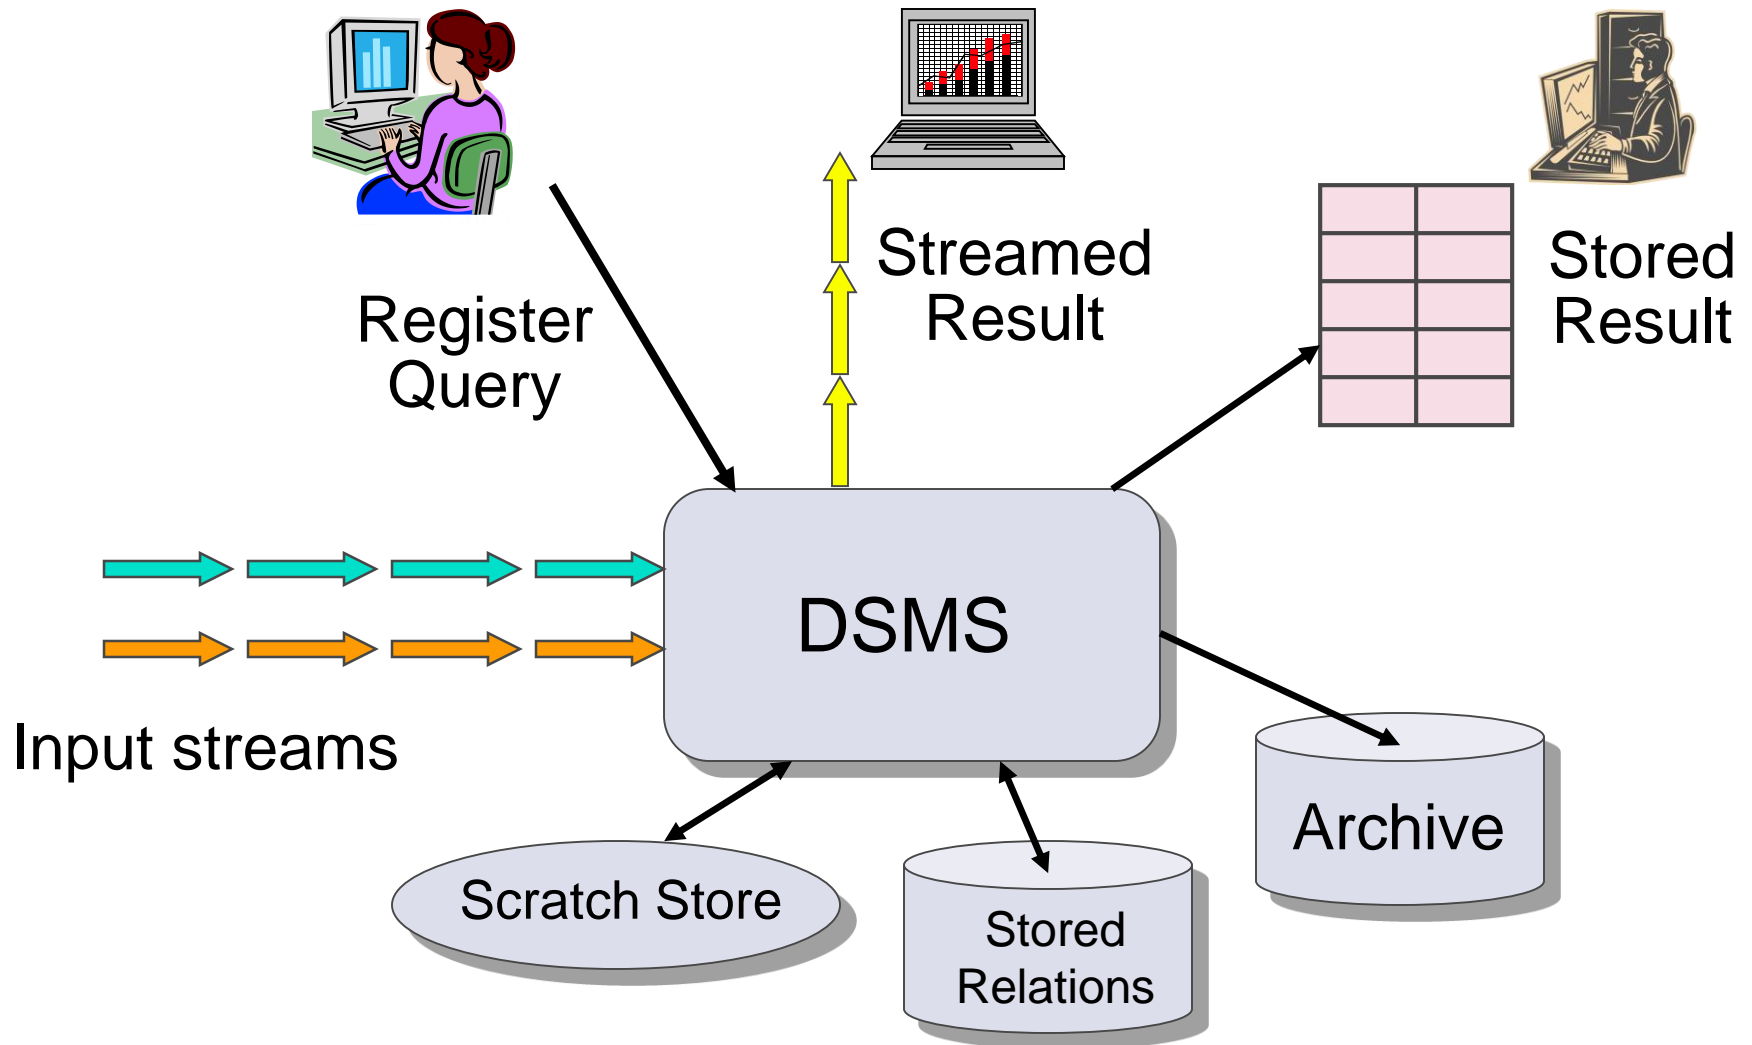 Register
Query
Streamed
Result
Stored
Result
DSMS
Input streams
Scratch Store
Stored
Relations
Archive